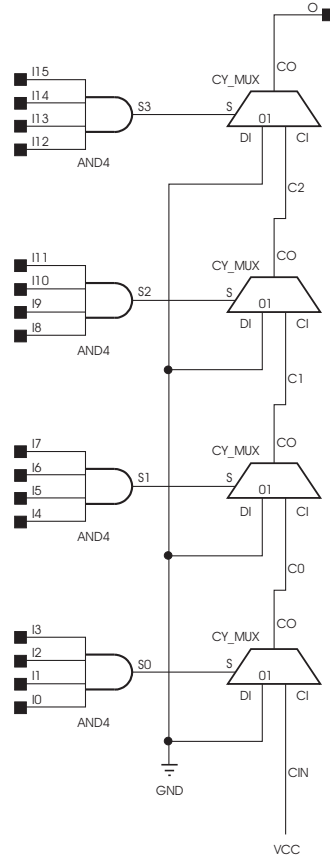 O
CO
I15
CY_MUX
I14
S3
S
I13
01
I12
DI
CI
AND4
C2
CO
I11
CY_MUX
I10
S2
S
I9
01
I8
DI
CI
AND4
C1
CO
I7
CY_MUX
I6
S1
S
I5
01
I4
DI
CI
AND4
C0
CO
I3
CY_MUX
I2
S0
S
I1
01
I0
DI
CI
AND4
CIN
GND
VCC